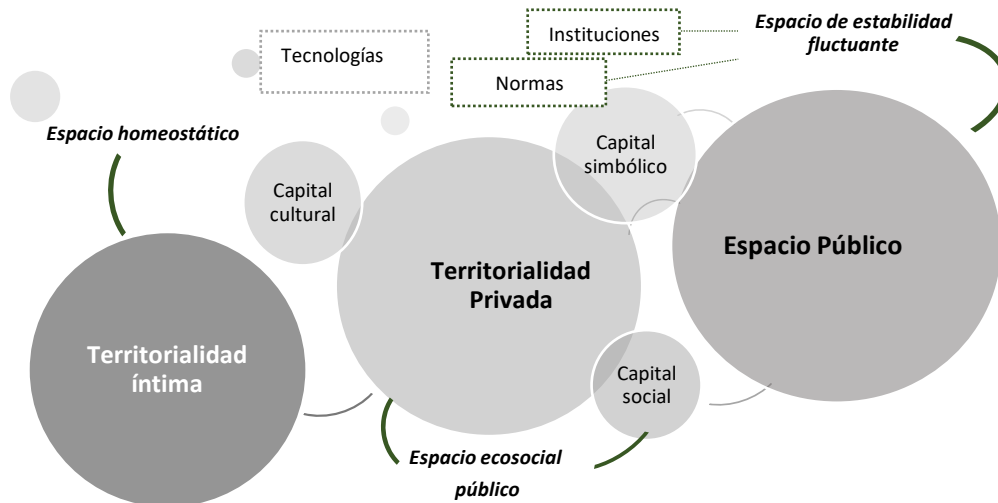 Espacio de estabilidad
fluctuante
Instituciones
Tecnologías
Normas
Espacio homeostático
Capital
simbólico
Capital
cultural
Espacio Público
Territorialidad
Privada
Territorialidad
íntima
Capital
social
Espacio ecosocial
público